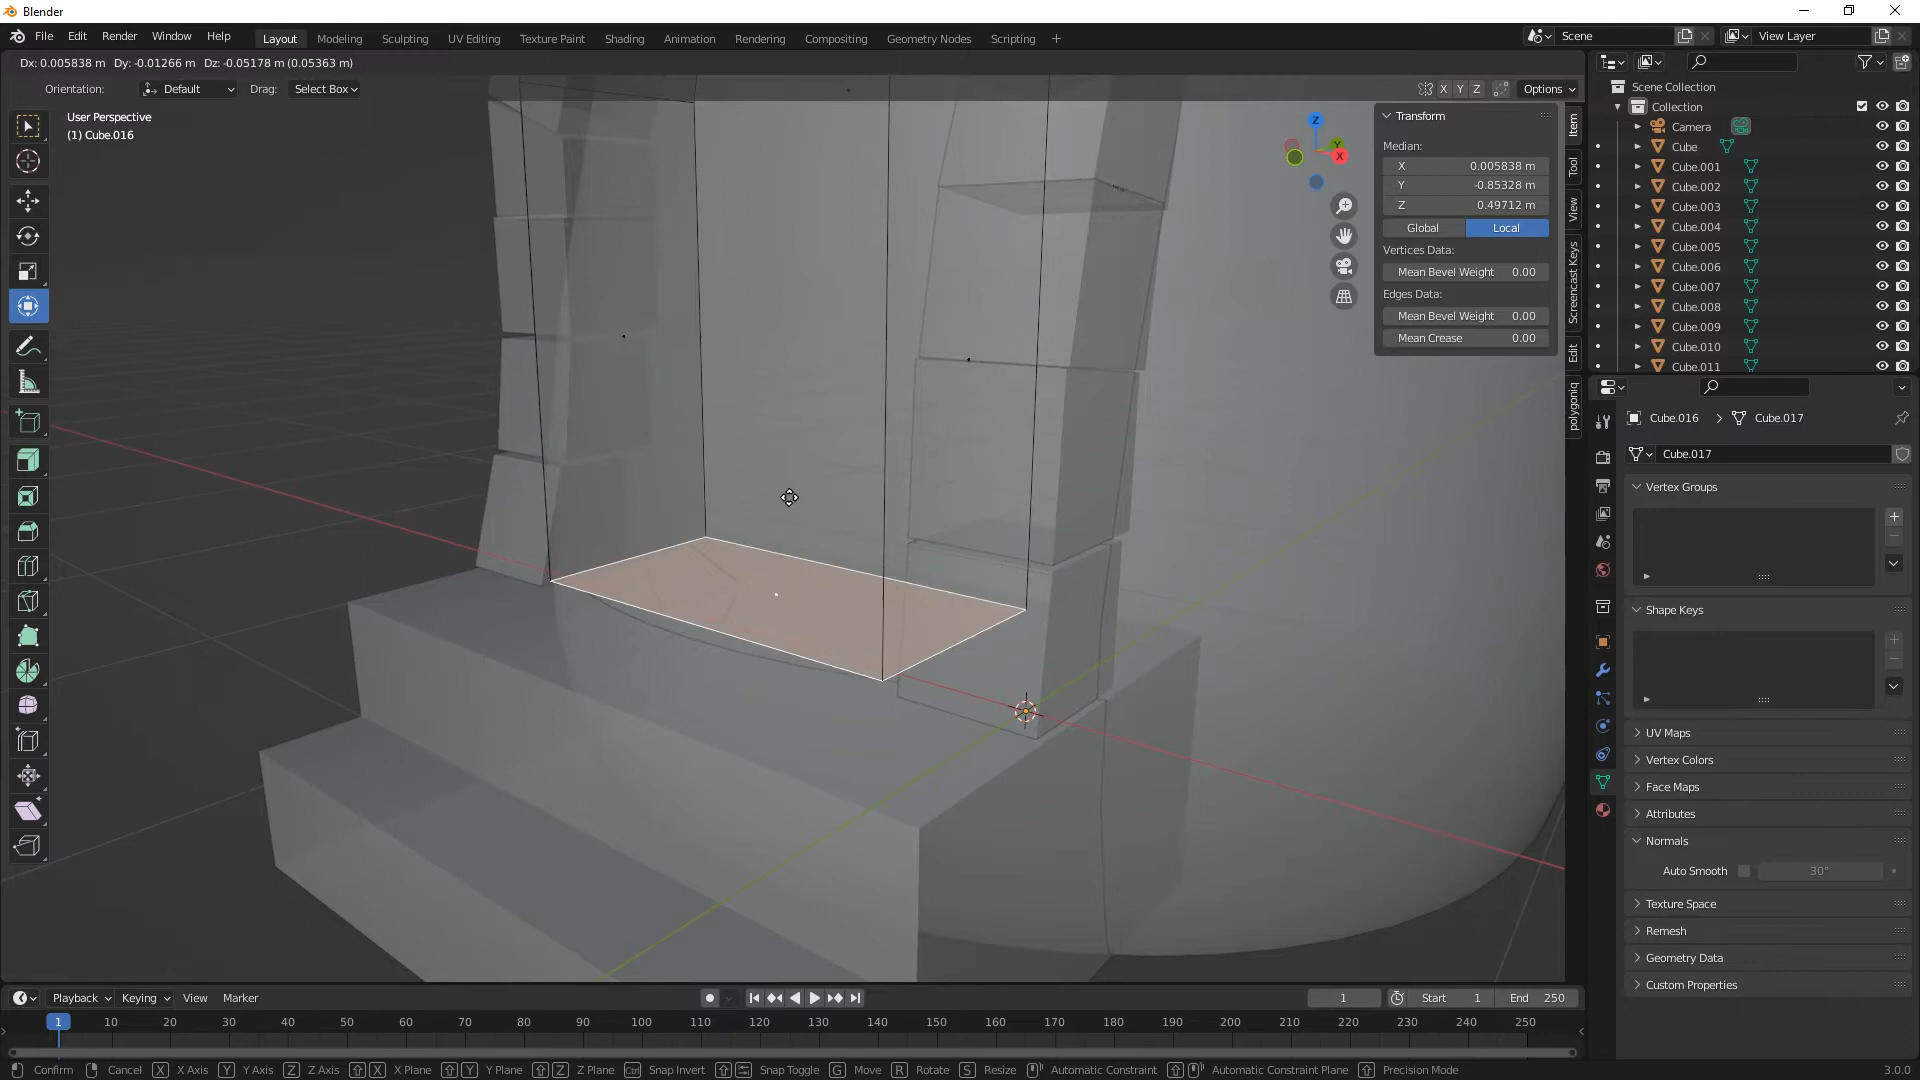 Blender
File Edit Render Window Help
Layout Modeling Sculpting UV Editing Texture Paint Shading Animation Rendering Compositing Geometry Nodes Scripting +
Scene
View Layer
Dx: 0.005838 m Dy: -0.01266 m Dz: -0.05178 m (0.05363 m)
Orientation: Default Drag: Select Box
X Y Z Options
User Perspective
(1) Cube.016
Z
Y
X
Transform
Median:
X 0.005838 m
Y -0.85328 m
Z 0.49712 m
Global Local
Vertices Data:
Mean Bevel Weight 0.00
Edges Data:
Mean Bevel Weight 0.00
Mean Crease 0.00
Item
Tool
View
Screencast Keys
Edit
polygoniq
Scene Collection
Collection
Camera
Cube
Cube.001
Cube.002
Cube.003
Cube.004
Cube.005
Cube.006
Cube.007
Cube.008
Cube.009
Cube.010
Cube.011
Cube.016 > Cube.017
Cube.017
Vertex Groups
Shape Keys
UV Maps
Vertex Colors
Face Maps
Attributes
Normals
Auto Smooth 30°
Texture Space
Remesh
Geometry Data
Custom Properties
Playback Keying View Marker
1 Start 1 End 250
1 10 20 30 40 50 60 70 80 90 100 110 120 130 140 150 160 170 180 190 200 210 220 230 240 250
Confirm Cancel X X Axis Y Y Axis Z Z Axis X X Plane Y Y Plane Z Z Plane Ctrl Snap Invert Snap Toggle G Move R Rotate S Resize Automatic Constraint Automatic Constraint Plane Precision Mode 3.0.0